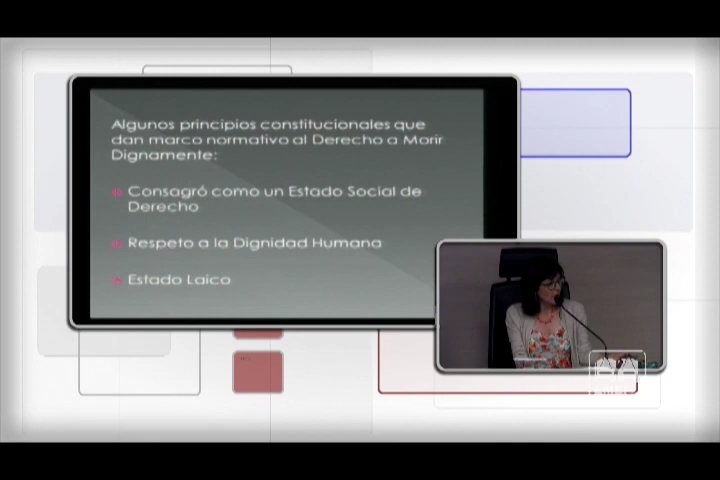 Algunos principios constitucionales que
dan marco normativo al Derecho a Morir
Dignamente:
Consagró como un Estado Social de
Derecho
Respeto a la Dignidad Humana
Estado Laico